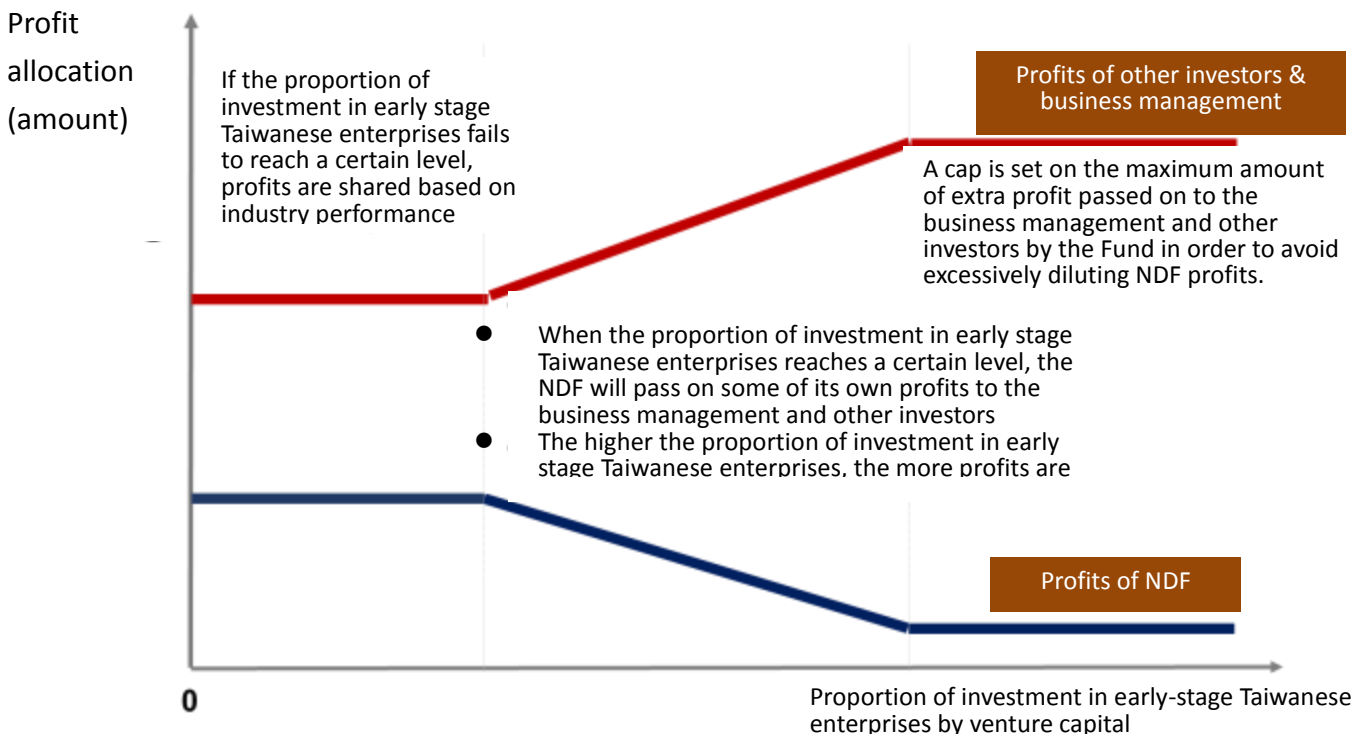 Profit
allocation
(amount)
If the proportion of
investment in early stage
Taiwanese enterprises fails
to reach a certain level,
profits are shared based on
industry performance
Profits of other investors &
business management
A cap is set on the maximum amount
of extra profit passed on to the
business management and other
investors by the Fund in order to avoid
excessively diluting NDF profits.
● When the proportion of investment in early stage
Taiwanese enterprises reaches a certain level, the
NDF will pass on some of its own profits to the
business management and other investors
● The higher the proportion of investment in early
stage Taiwanese enterprises, the more profits are
Profits of NDF
0
Proportion of investment in early-stage Taiwanese
enterprises by venture capital